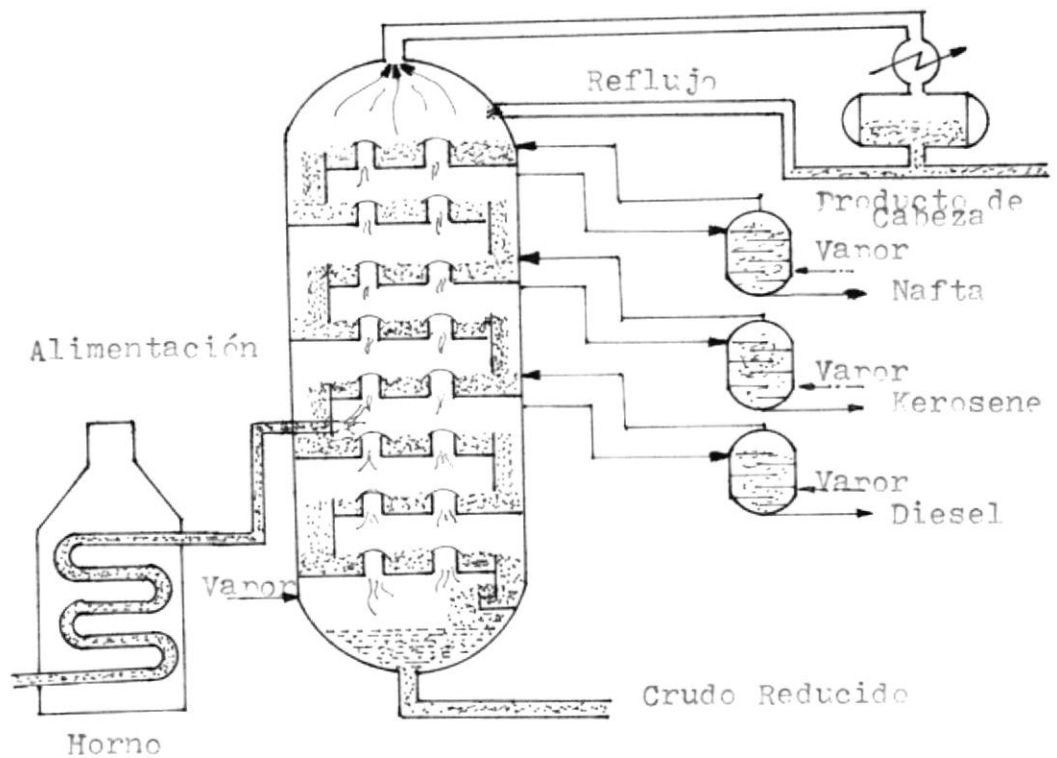 Reflujo
Producto de
Cabeza
Vapor
Nafta
Alimentación
Vapor
Kerosene
Vapor
Diesel
Vapor
Crudo Reducido
Horno